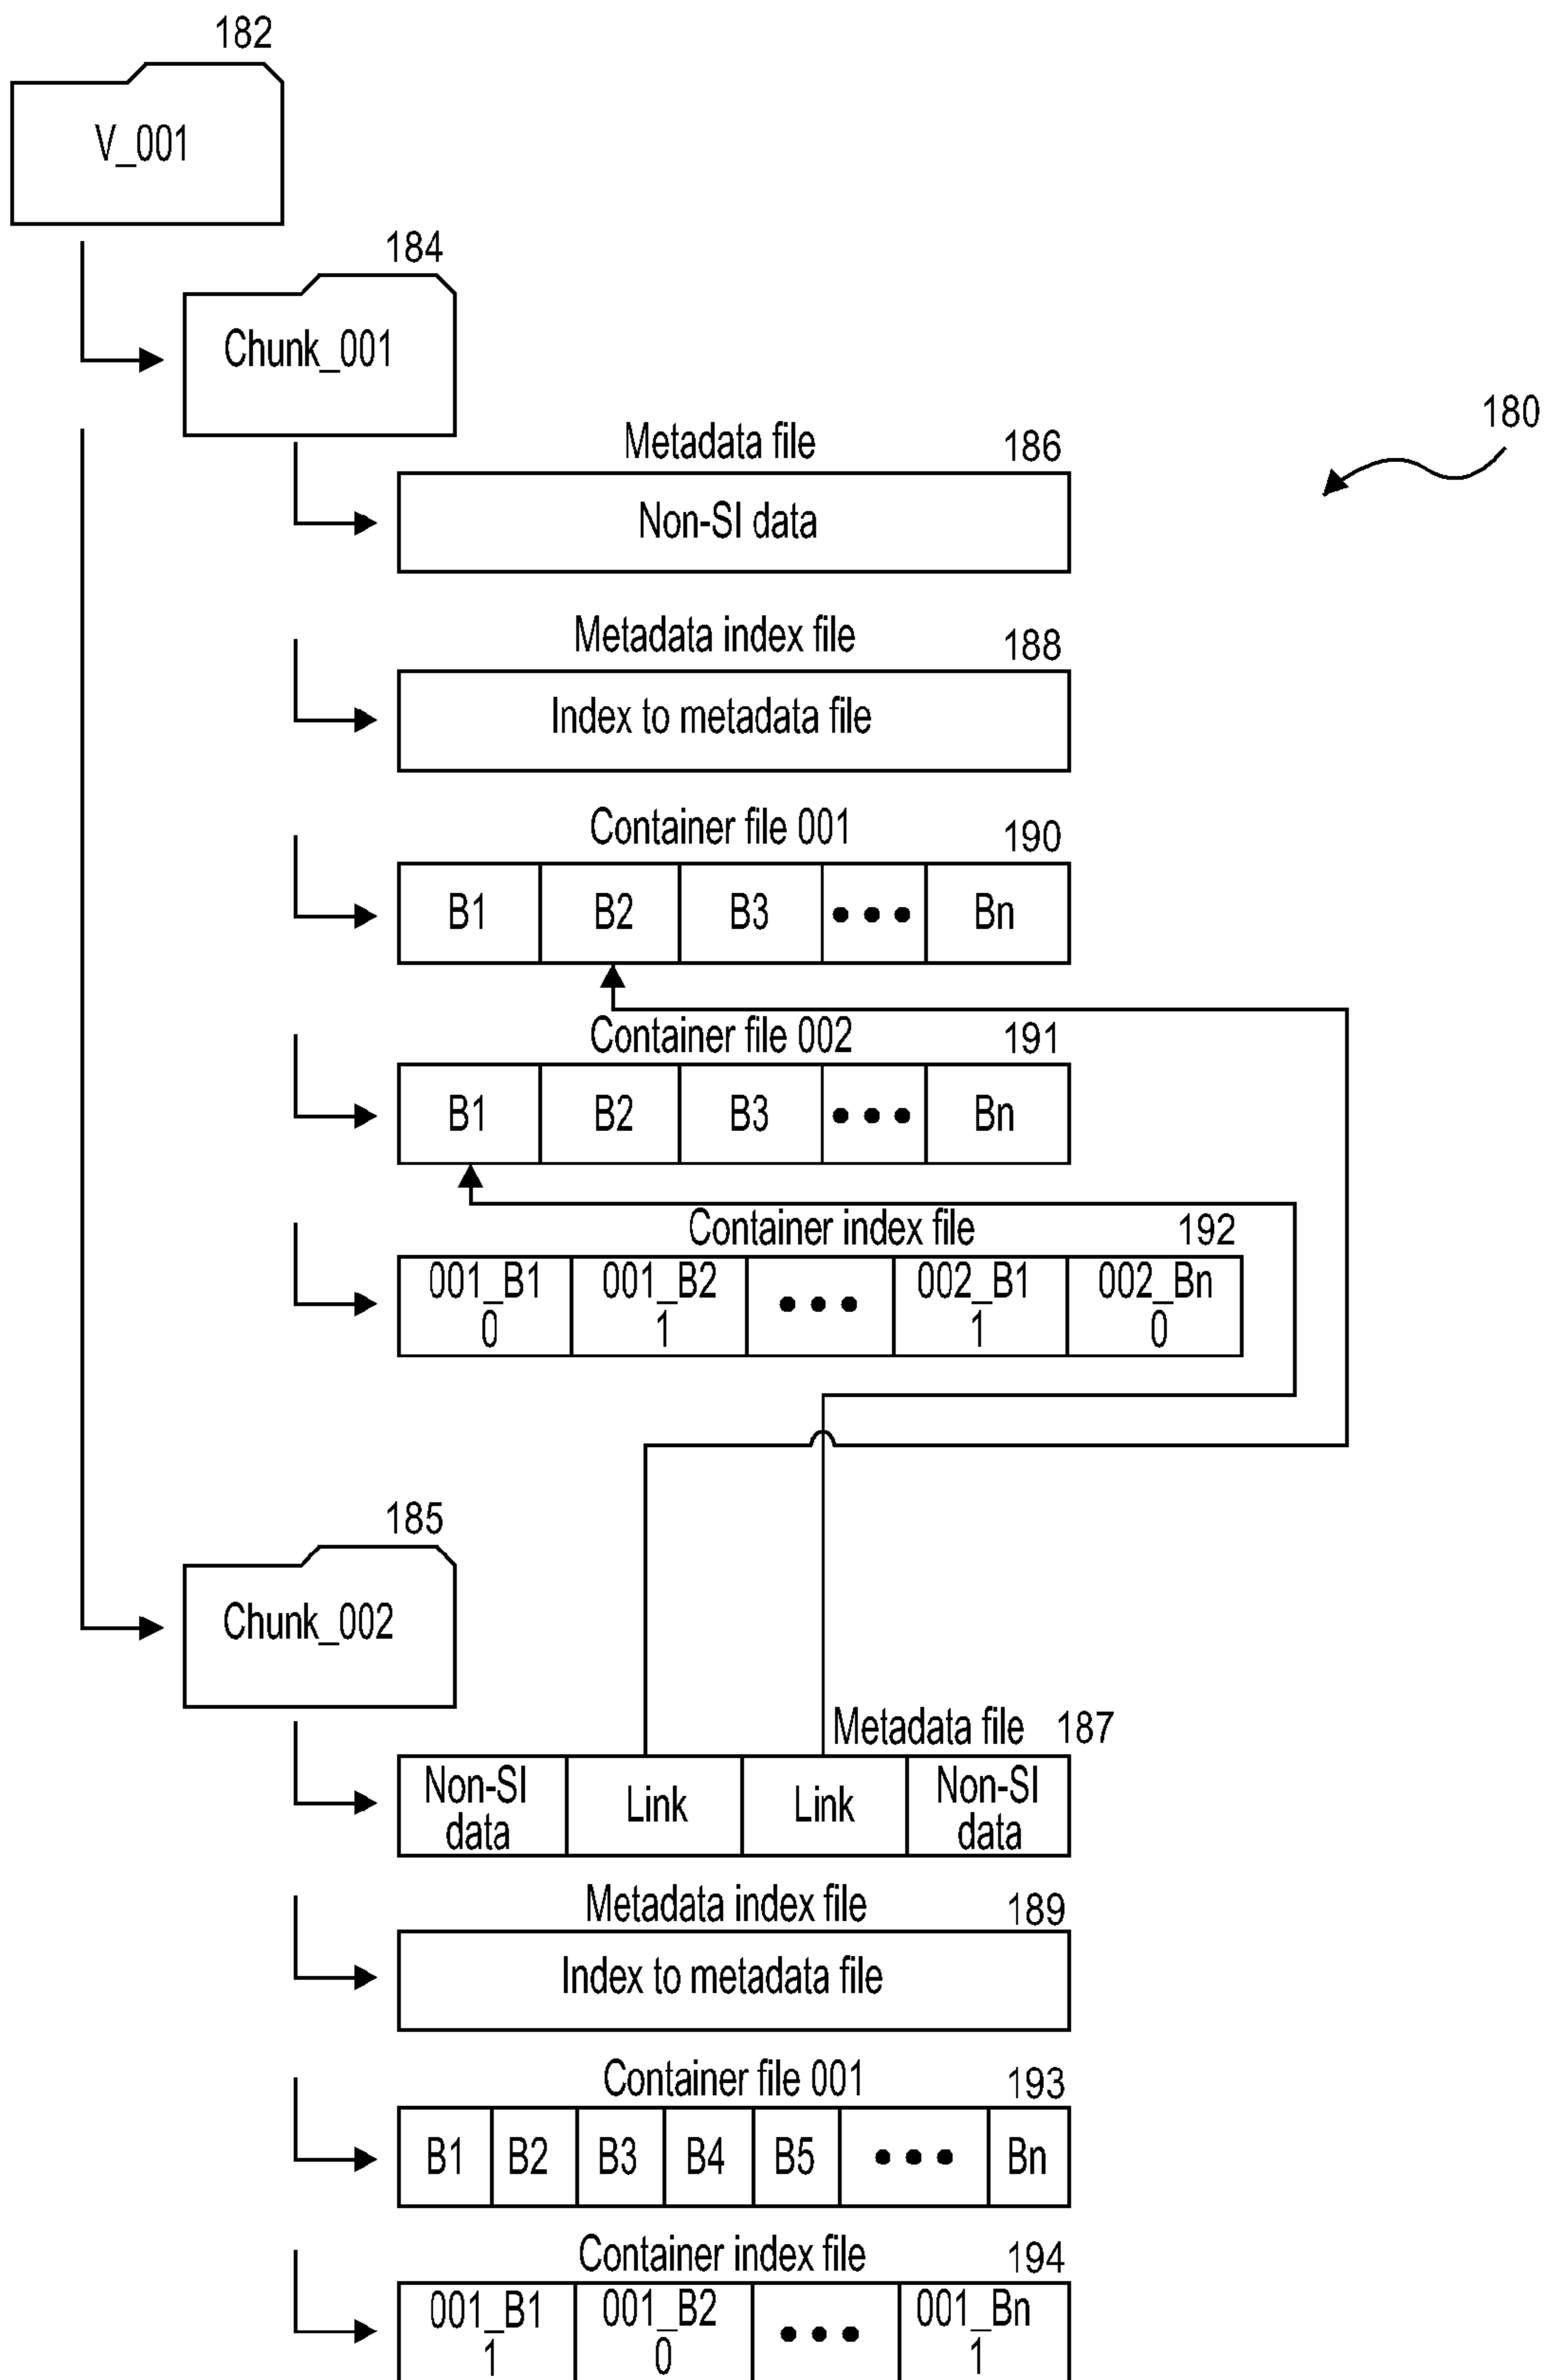 182
V_001
184
Chunk_001
180
Metadata file 186
Non-SI data
Metadata index file 188
Index to metadata file
Container file 001 190
B1 B2 B3 ••• Bn
Container file 002 191
B1 B2 B3 ••• Bn
Container index file 192
001_B1 001_B2 ••• 002_B1 002_Bn
0 1 1 0
185
Chunk_002
Metadata file 187
Non-SI Link Link Non-SI
data data
Metadata index file 189
Index to metadata file
Container file 001 193
B1 B2 B3 B4 B5 ••• Bn
Container index file 194
001_B1 001_B2 ••• 001_Bn
1 0 1